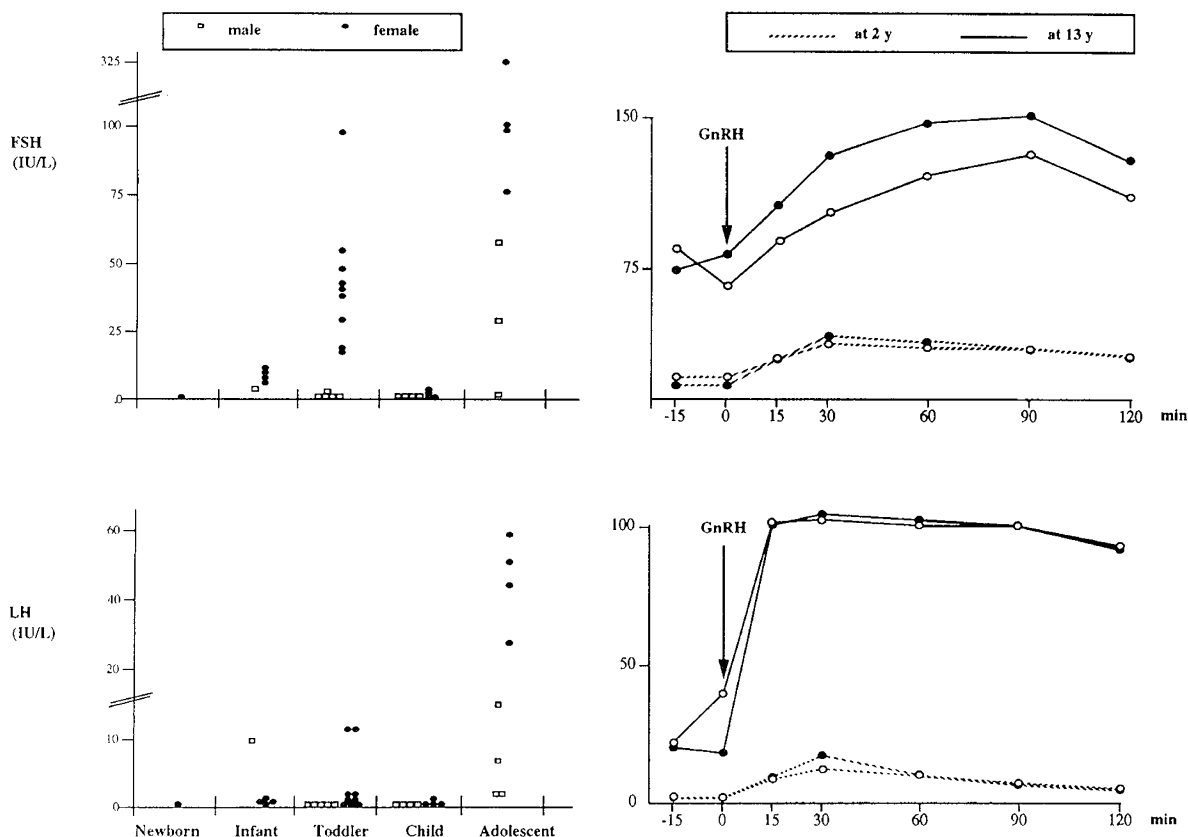 male female
325
100
75
50
25
.0
FSH
(IU/L)
at 2 y at 13 y
150
75
GnRH
-15 0 15 30 60 90 120 min
60
40
20
10
0
LH
(IU/L)
Newborn Infant Toddler Child Adolescent
100
50
0
GnRH
-15 0 15 30 60 90 120